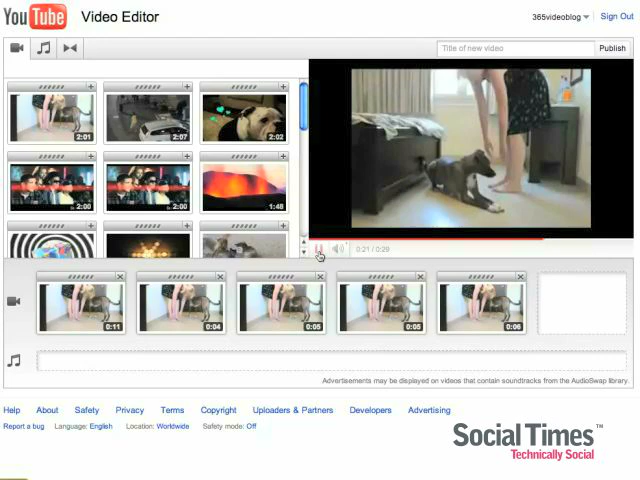 YouTube Video Editor
365videoblog Sign Out
Title of new video Publish
2:01 2:07 2:02
2:00 2:00 1:48
0:21 / 0:29
0:11 0:04 0:05 0:05 0:06
Advertisements may be displayed on videos that contain soundtracks from the AudioSwap library.
Help About Safety Privacy Terms Copyright Uploaders & Partners Developers Advertising
Report a bug Language: English Location: Worldwide Safety mode: Off
Social Times™
Technically Social